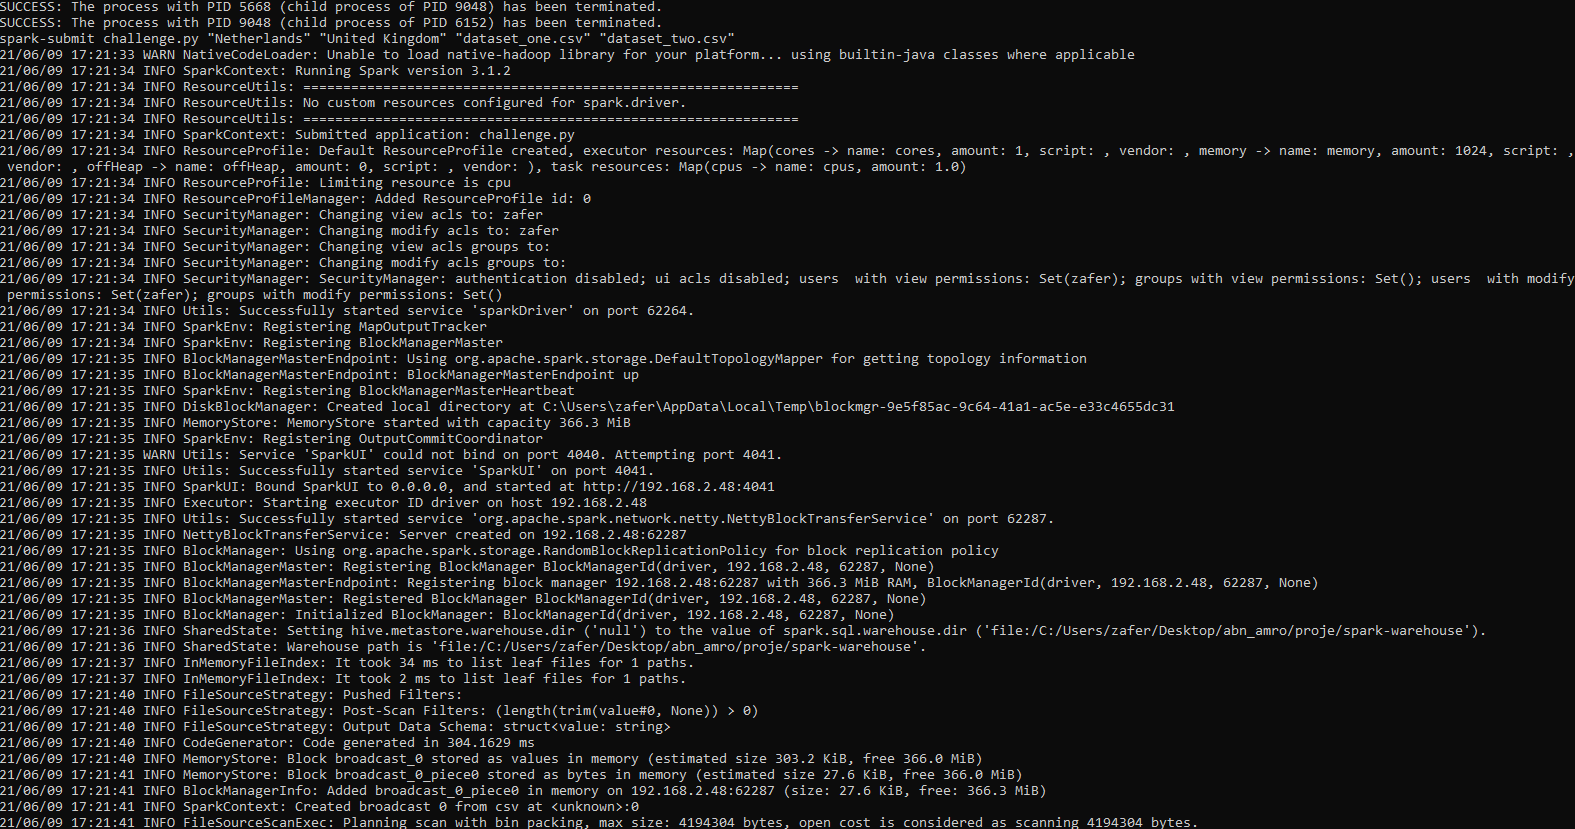 SUCCESS: The process with PID 5668 (child process of PID 9048) has been terminated.
SUCCESS: The process with PID 9048 (child process of PID 6152) has been terminated.
spark-submit challenge.py "Netherlands" "United Kingdom" "dataset_one.csv" "dataset_two.csv"
21/06/09 17:21:33 WARN NativeCodeLoader: Unable to load native-hadoop library for your platform... using builtin-java classes where applicable
21/06/09 17:21:34 INFO SparkContext: Running Spark version 3.1.2
21/06/09 17:21:34 INFO ResourceUtils: ==============================================================
21/06/09 17:21:34 INFO ResourceUtils: No custom resources configured for spark.driver.
21/06/09 17:21:34 INFO ResourceUtils: ==============================================================
21/06/09 17:21:34 INFO SparkContext: Submitted application: challenge.py
21/06/09 17:21:34 INFO ResourceProfile: Default ResourceProfile created, executor resources: Map(cores -> name: cores, amount: 1, script: , vendor: , memory -> name: memory, amount: 1024, script: ,
 vendor: , offHeap -> name: offHeap, amount: 0, script: , vendor: ), task resources: Map(cpus -> name: cpus, amount: 1.0)
21/06/09 17:21:34 INFO ResourceProfile: Limiting resource is cpu
21/06/09 17:21:34 INFO ResourceProfileManager: Added ResourceProfile id: 0
21/06/09 17:21:34 INFO SecurityManager: Changing view acls to: zafer
21/06/09 17:21:34 INFO SecurityManager: Changing modify acls to: zafer
21/06/09 17:21:34 INFO SecurityManager: Changing view acls groups to:
21/06/09 17:21:34 INFO SecurityManager: Changing modify acls groups to:
21/06/09 17:21:34 INFO SecurityManager: SecurityManager: authentication disabled; ui acls disabled; users  with view permissions: Set(zafer); groups with view permissions: Set(); users  with modify
 permissions: Set(zafer); groups with modify permissions: Set()
21/06/09 17:21:34 INFO Utils: Successfully started service 'sparkDriver' on port 62264.
21/06/09 17:21:34 INFO SparkEnv: Registering MapOutputTracker
21/06/09 17:21:34 INFO SparkEnv: Registering BlockManagerMaster
21/06/09 17:21:35 INFO BlockManagerMasterEndpoint: Using org.apache.spark.storage.DefaultTopologyMapper for getting topology information
21/06/09 17:21:35 INFO BlockManagerMasterEndpoint: BlockManagerMasterEndpoint up
21/06/09 17:21:35 INFO SparkEnv: Registering BlockManagerMasterHeartbeat
21/06/09 17:21:35 INFO DiskBlockManager: Created local directory at C:\Users\zafer\AppData\Local\Temp\blockmgr-9e5f85ac-9c64-41a1-ac5e-e33c4655dc31
21/06/09 17:21:35 INFO MemoryStore: MemoryStore started with capacity 366.3 MiB
21/06/09 17:21:35 INFO SparkEnv: Registering OutputCommitCoordinator
21/06/09 17:21:35 WARN Utils: Service 'SparkUI' could not bind on port 4040. Attempting port 4041.
21/06/09 17:21:35 INFO Utils: Successfully started service 'SparkUI' on port 4041.
21/06/09 17:21:35 INFO SparkUI: Bound SparkUI to 0.0.0.0, and started at http://192.168.2.48:4041
21/06/09 17:21:35 INFO Executor: Starting executor ID driver on host 192.168.2.48
21/06/09 17:21:35 INFO Utils: Successfully started service 'org.apache.spark.network.netty.NettyBlockTransferService' on port 62287.
21/06/09 17:21:35 INFO NettyBlockTransferService: Server created on 192.168.2.48:62287
21/06/09 17:21:35 INFO BlockManager: Using org.apache.spark.storage.RandomBlockReplicationPolicy for block replication policy
21/06/09 17:21:35 INFO BlockManagerMaster: Registering BlockManager BlockManagerId(driver, 192.168.2.48, 62287, None)
21/06/09 17:21:35 INFO BlockManagerMasterEndpoint: Registering block manager 192.168.2.48:62287 with 366.3 MiB RAM, BlockManagerId(driver, 192.168.2.48, 62287, None)
21/06/09 17:21:35 INFO BlockManagerMaster: Registered BlockManager BlockManagerId(driver, 192.168.2.48, 62287, None)
21/06/09 17:21:35 INFO BlockManager: Initialized BlockManager: BlockManagerId(driver, 192.168.2.48, 62287, None)
21/06/09 17:21:36 INFO SharedState: Setting hive.metastore.warehouse.dir ('null') to the value of spark.sql.warehouse.dir ('file:/C:/Users/zafer/Desktop/abn_amro/proje/spark-warehouse').
21/06/09 17:21:36 INFO SharedState: Warehouse path is 'file:/C:/Users/zafer/Desktop/abn_amro/proje/spark-warehouse'.
21/06/09 17:21:37 INFO InMemoryFileIndex: It took 34 ms to list leaf files for 1 paths.
21/06/09 17:21:37 INFO InMemoryFileIndex: It took 2 ms to list leaf files for 1 paths.
21/06/09 17:21:40 INFO FileSourceStrategy: Pushed Filters:
21/06/09 17:21:40 INFO FileSourceStrategy: Post-Scan Filters: (length(trim(value#0, None)) > 0)
21/06/09 17:21:40 INFO FileSourceStrategy: Output Data Schema: struct<value: string>
21/06/09 17:21:40 INFO CodeGenerator: Code generated in 304.1629 ms
21/06/09 17:21:40 INFO MemoryStore: Block broadcast_0 stored as values in memory (estimated size 303.2 KiB, free 366.0 MiB)
21/06/09 17:21:41 INFO MemoryStore: Block broadcast_0_piece0 stored as bytes in memory (estimated size 27.6 KiB, free 366.0 MiB)
21/06/09 17:21:41 INFO BlockManagerInfo: Added broadcast_0_piece0 in memory on 192.168.2.48:62287 (size: 27.6 KiB, free: 366.3 MiB)
21/06/09 17:21:41 INFO SparkContext: Created broadcast 0 from csv at <unknown>:0
21/06/09 17:21:41 INFO FileSourceScanExec: Planning scan with bin packing, max size: 4194304 bytes, open cost is considered as scanning 4194304 bytes.